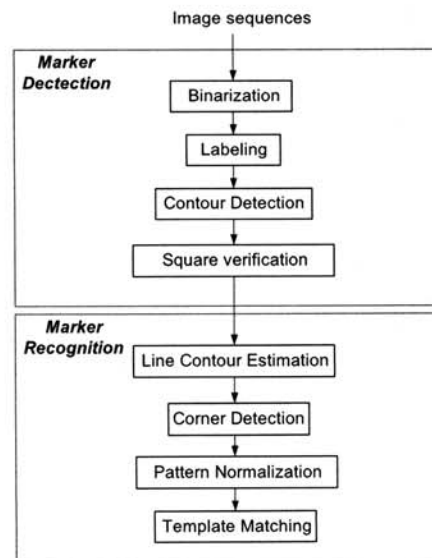 Image sequences
Marker
Dectection
Binarization
Labeling
Contour Detection
Square verification
Marker
Recognition
Line Contour Estimation
Corner Detection
Pattern Normalization
Template Matching